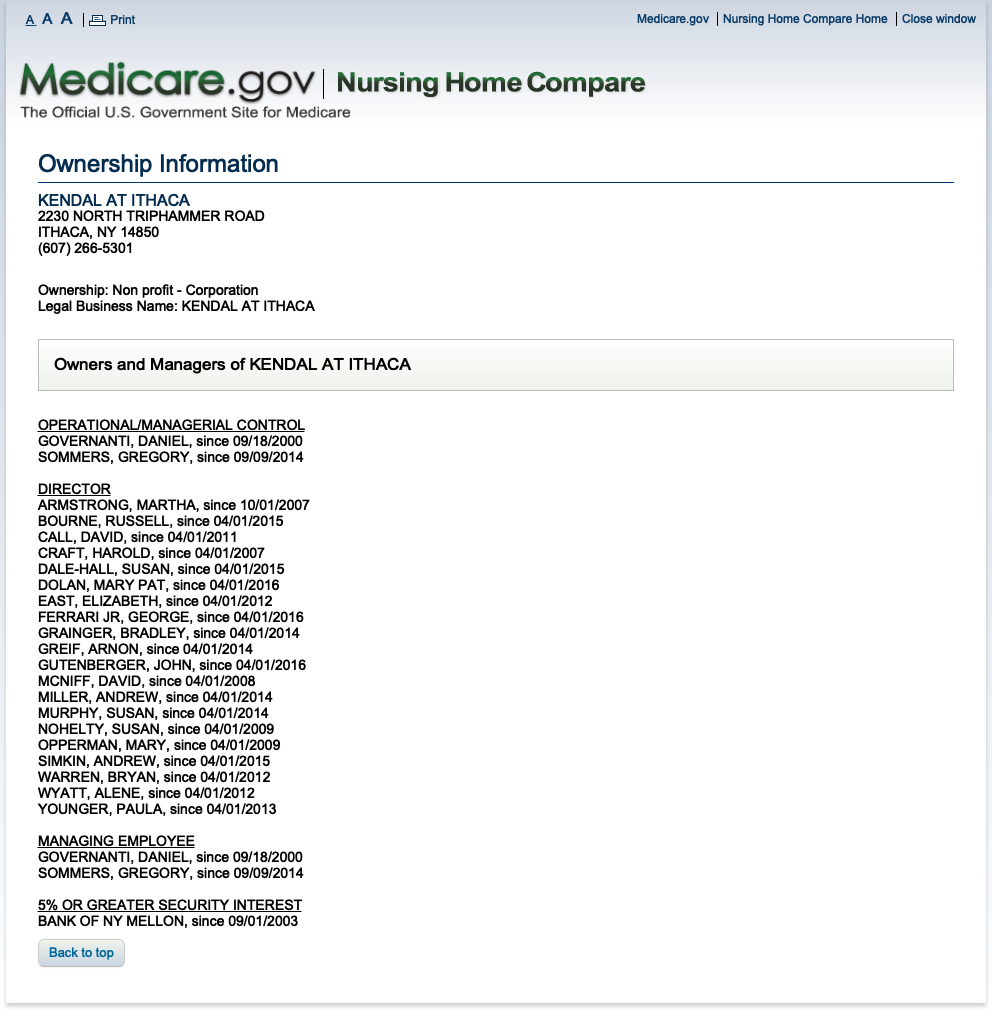 A A A Print Medicare.gov Nursing Home Compare Home Close window
Medicare.gov Nursing Home Compare
The Official U.S. Government Site for Medicare
Ownership Information
KENDAL AT ITHACA
2230 NORTH TRIPHAMMER ROAD
ITHACA, NY 14850
(607) 266-5301
Ownership: Non profit - Corporation
Legal Business Name: KENDAL AT ITHACA
Owners and Managers of KENDAL AT ITHACA
OPERATIONAL/MANAGERIAL CONTROL
GOVERNANTI, DANIEL, since 09/18/2000
SOMMERS, GREGORY, since 09/09/2014
DIRECTOR
ARMSTRONG, MARTHA, since 10/01/2007
BOURNE, RUSSELL, since 04/01/2015
CALL, DAVID, since 04/01/2011
CRAFT, HAROLD, since 04/01/2007
DALE-HALL, SUSAN, since 04/01/2015
DOLAN, MARY PAT, since 04/01/2016
EAST, ELIZABETH, since 04/01/2012
FERRARI JR, GEORGE, since 04/01/2016
GRAINGER, BRADLEY, since 04/01/2014
GREIF, ARNON, since 04/01/2014
GUTENBERGER, JOHN, since 04/01/2016
MCNIFF, DAVID, since 04/01/2008
MILLER, ANDREW, since 04/01/2014
MURPHY, SUSAN, since 04/01/2014
NOHELTY, SUSAN, since 04/01/2009
OPPERMAN, MARY, since 04/01/2009
SIMKIN, ANDREW, since 04/01/2015
WARREN, BRYAN, since 04/01/2012
WYATT, ALENE, since 04/01/2012
YOUNGER, PAULA, since 04/01/2013
MANAGING EMPLOYEE
GOVERNANTI, DANIEL, since 09/18/2000
SOMMERS, GREGORY, since 09/09/2014
5% OR GREATER SECURITY INTEREST
BANK OF NY MELLON, since 09/01/2003
Back to top